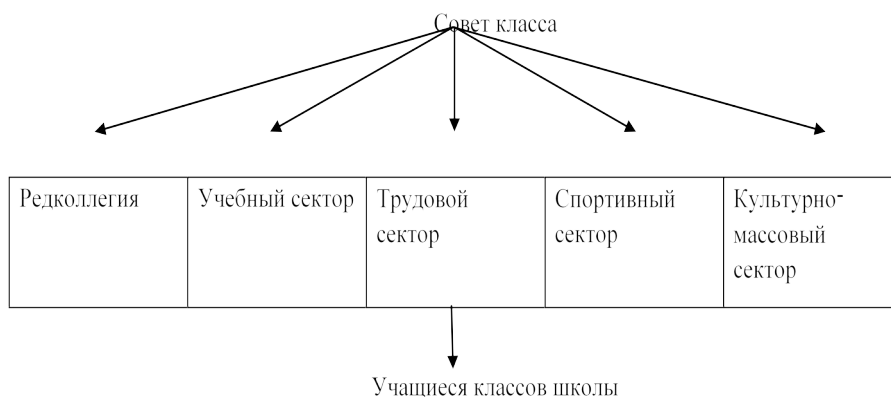 Совет класса
Редколлегия
Учебный сектор
Трудовой
сектор
Спортивный
сектор
Культурно-
массовый
сектор
Учащиеся классов школы